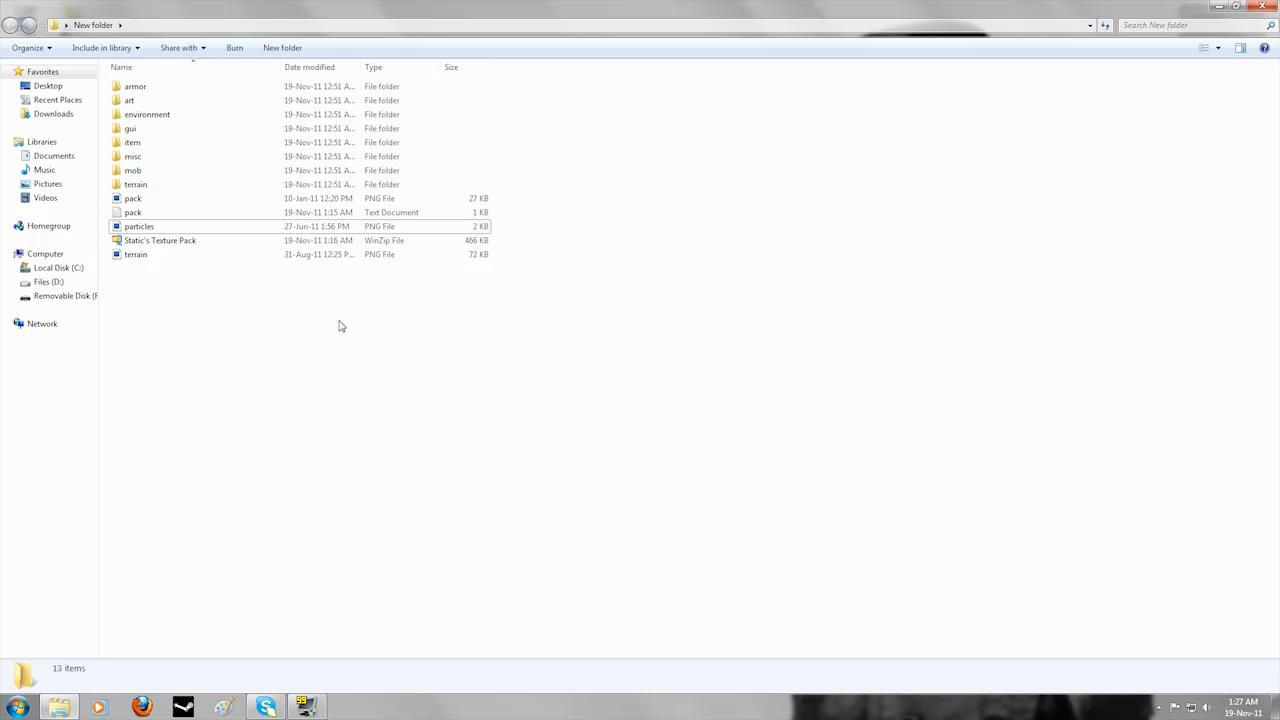 New folder
Search New folder
Organize Include in library Share with Burn New folder
Name Date modified Type Size
Favorites
Desktop
Recent Places
Downloads
Libraries
Documents
Music
Pictures
Videos
Homegroup
Computer
Local Disk (C:)
Files (D:)
Removable Disk (F
Network
armor 19-Nov-11 12:51 A... File folder
art 19-Nov-11 12:51 A... File folder
environment 19-Nov-11 12:51 A... File folder
gui 19-Nov-11 12:51 A... File folder
item 19-Nov-11 12:51 A... File folder
misc 19-Nov-11 12:51 A... File folder
mob 19-Nov-11 12:51 A... File folder
terrain 19-Nov-11 12:51 A... File folder
pack 10-Jan-11 12:20 PM PNG File 27 KB
pack 19-Nov-11 1:15 AM Text Document 1 KB
particles 27-Jun-11 1:56 PM PNG File 2 KB
Static's Texture Pack 19-Nov-11 1:16 AM WinZip File 466 KB
terrain 31-Aug-11 12:25 P... PNG File 72 KB
13 items
1:27 AM
19-Nov-11